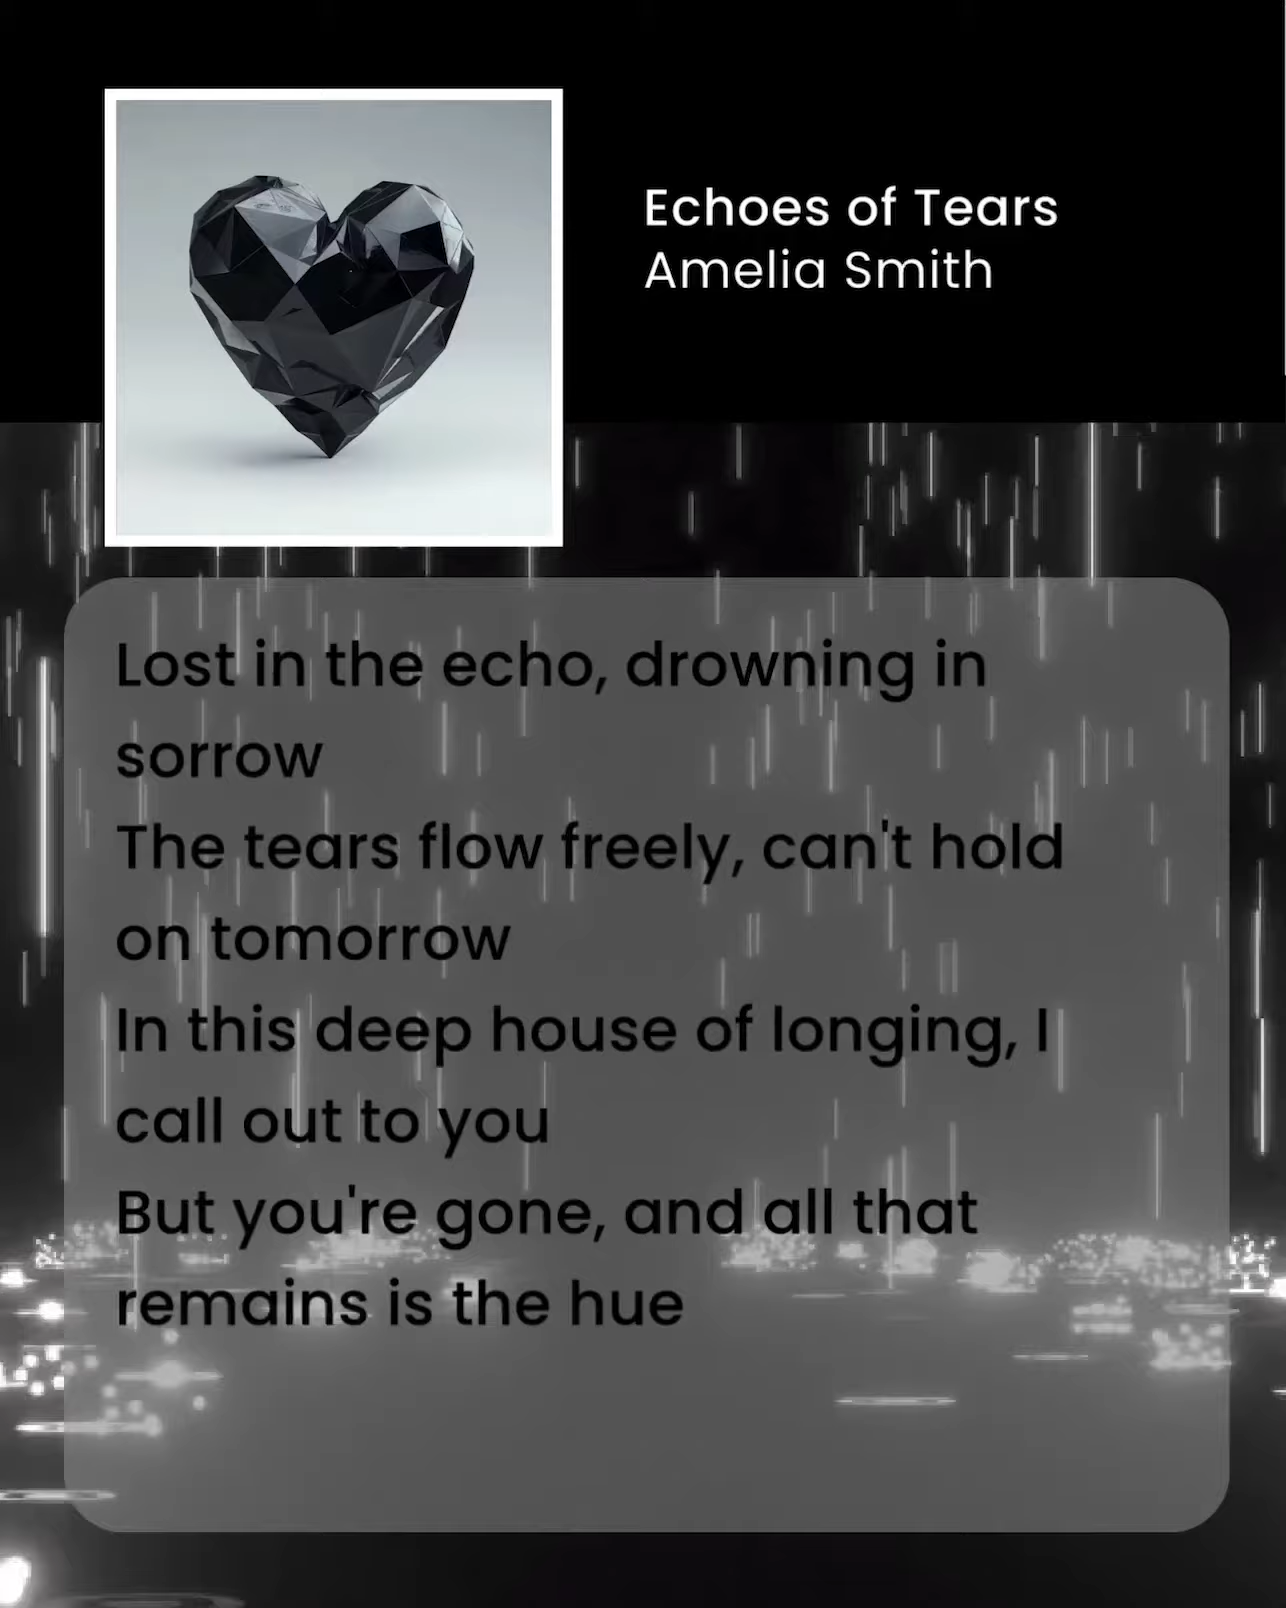 Echoes of Tears
Amelia Smith
Lost in the echo, drowning in
sorrow
The tears flow freely, can't hold
on tomorrow
In this deep house of longing, I
call out to you
But you're gone, and all that
remains is the hue